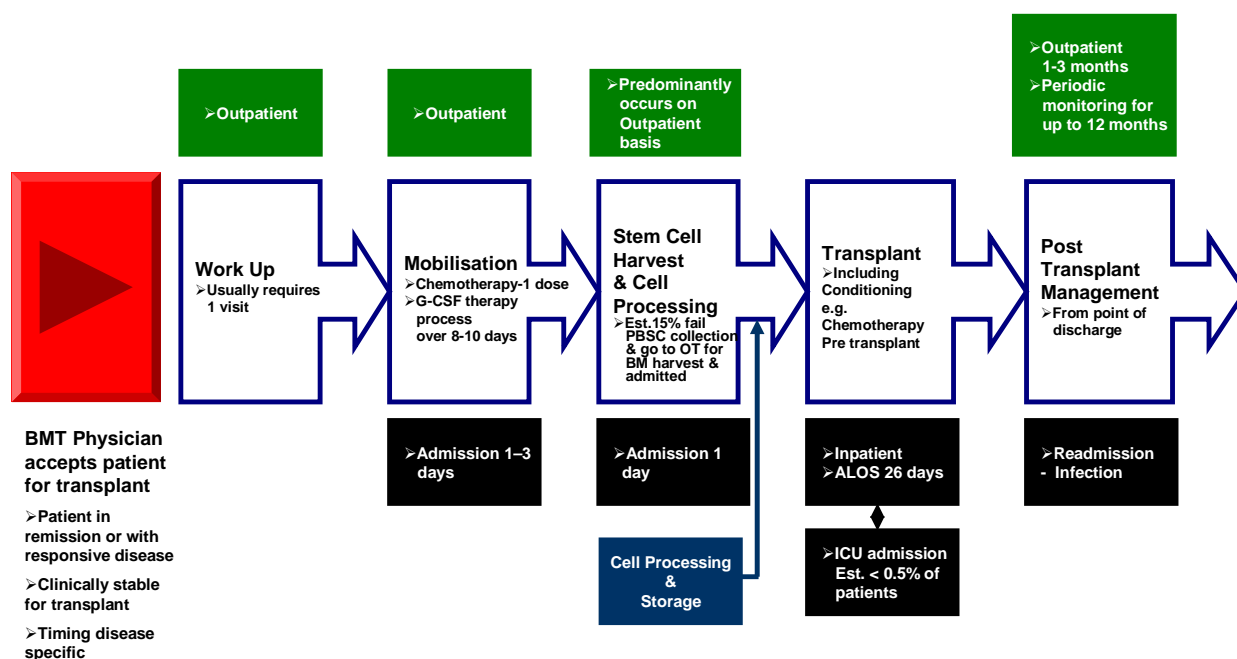 ➢Outpatient
➢Outpatient
➢Predominantly
occurs on
Outpatient
basis
➢Outpatient
1-3 months
➢Periodic
monitoring for
up to 12 months
Work Up
➢Usually requires
1 visit
Mobilisation
➢Chemotherapy-1 dose
➢G-CSF therapy
process
over 8-10 days
Stem Cell
Harvest
& Cell
Processing
➢Est.15% fail
PBSC collection
& go to OT for
BM harvest &
admitted
Transplant
➢Including
Conditioning
e.g.
Chemotherapy
Pre transplant
Post
Transplant
Management
➢From point of
discharge
BMT Physician
accepts patient
for transplant
➢Patient in
remission or with
responsive disease
➢Clinically stable
for transplant
➢Timing disease
specific
➢Admission 1–3
days
➢Admission 1
day
➢Inpatient
➢ALOS 26 days
➢Readmission
- Infection
Cell Processing
&
Storage
➢ICU admission
Est. < 0.5% of
patients